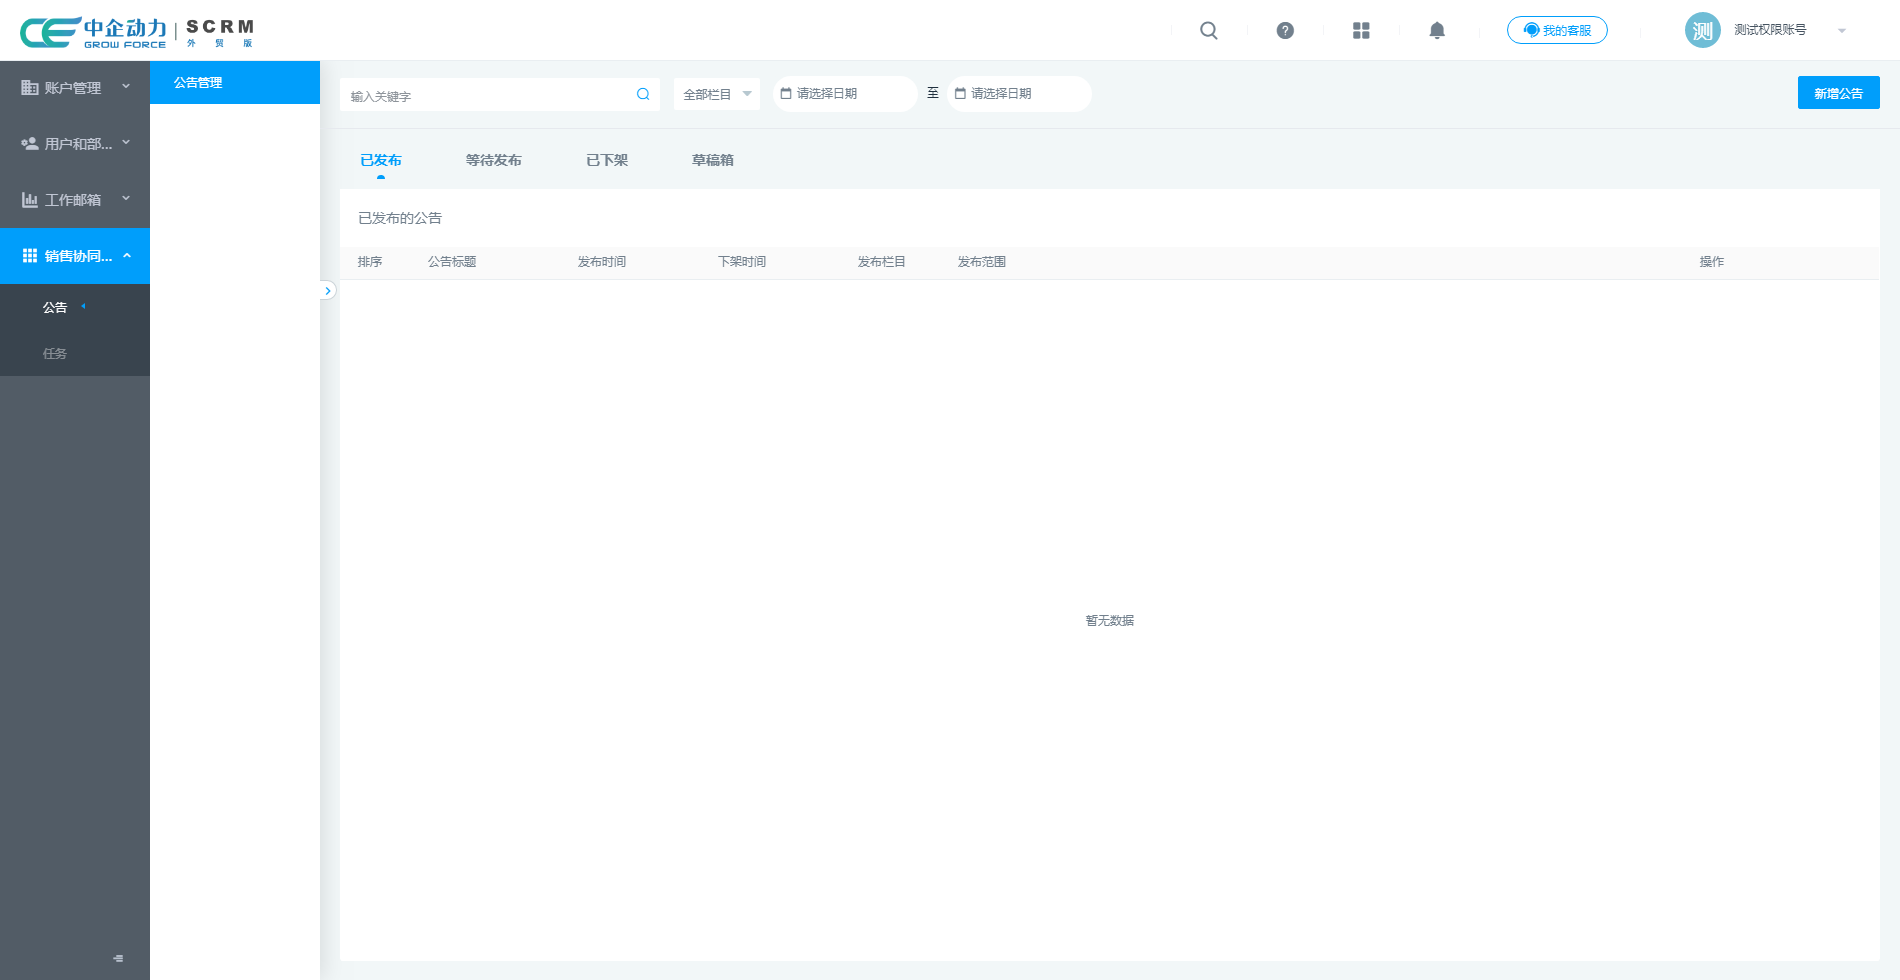 中企动力
GROW FORCE
SCRM
外贸版
我的客服
测
测试权限账号
账户管理
用户和部...
工作邮箱
销售协同...
公告
任务
公告管理
输入关键字
全部栏目
请选择日期
至
请选择日期
新增公告
已发布
等待发布
已下架
草稿箱
已发布的公告
排序
公告标题
发布时间
下架时间
发布栏目
发布范围
操作
暂无数据